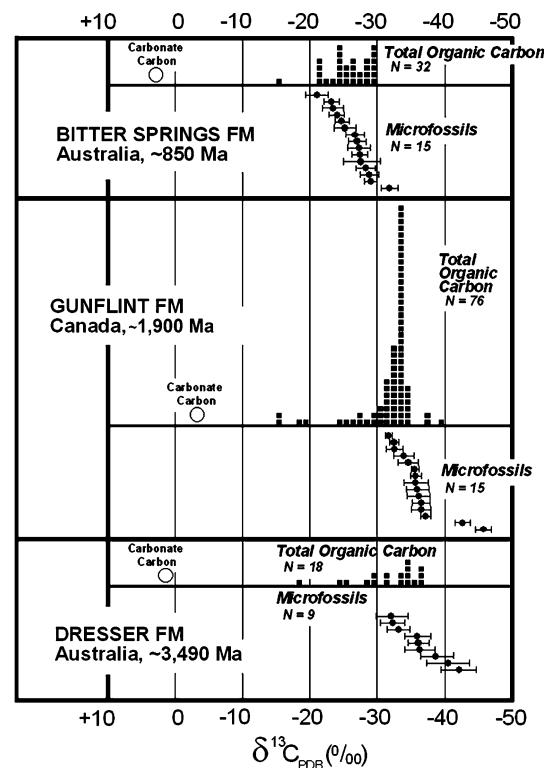 +10 0 -10 -20 -30 -40 -50
Carbonate
Carbon
Total Organic Carbon
N = 32
BITTER SPRINGS FM
Australia, ~850 Ma
Microfossils
N = 15
Total
Organic
Carbon
N = 76
GUNFLINT FM
Canada, ~1,900 Ma
Carbonate
Carbon
Microfossils
N = 15
Carbonate
Carbon
Total Organic Carbon
N = 18
Microfossils
N = 9
DRESSER FM
Australia, ~3,490 Ma
+10 0 -10 -20 -30 -40 -50
δ¹³C_PDB (⁰/₀₀)